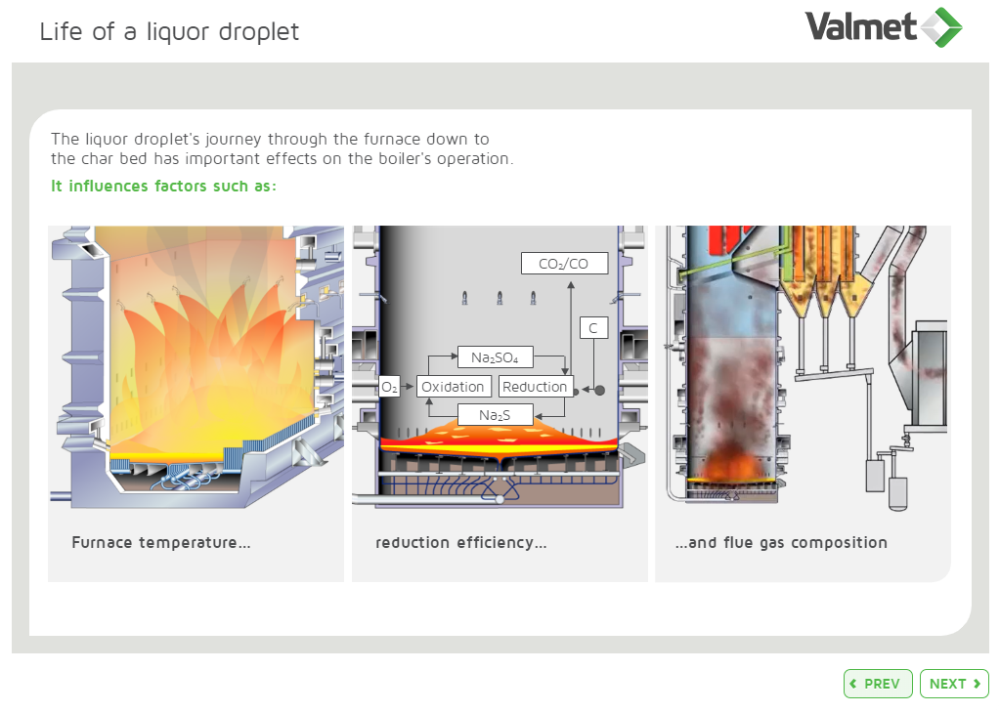 Life of a liquor droplet
Valmet
The liquor droplet's journey through the furnace down to
the char bed has important effects on the boiler's operation.
It influences factors such as:
CO₂/CO
C
Na₂SO₄
O₂
Oxidation
Reduction
Na₂S
Furnace temperature...
reduction efficiency...
...and flue gas composition
PREV
NEXT